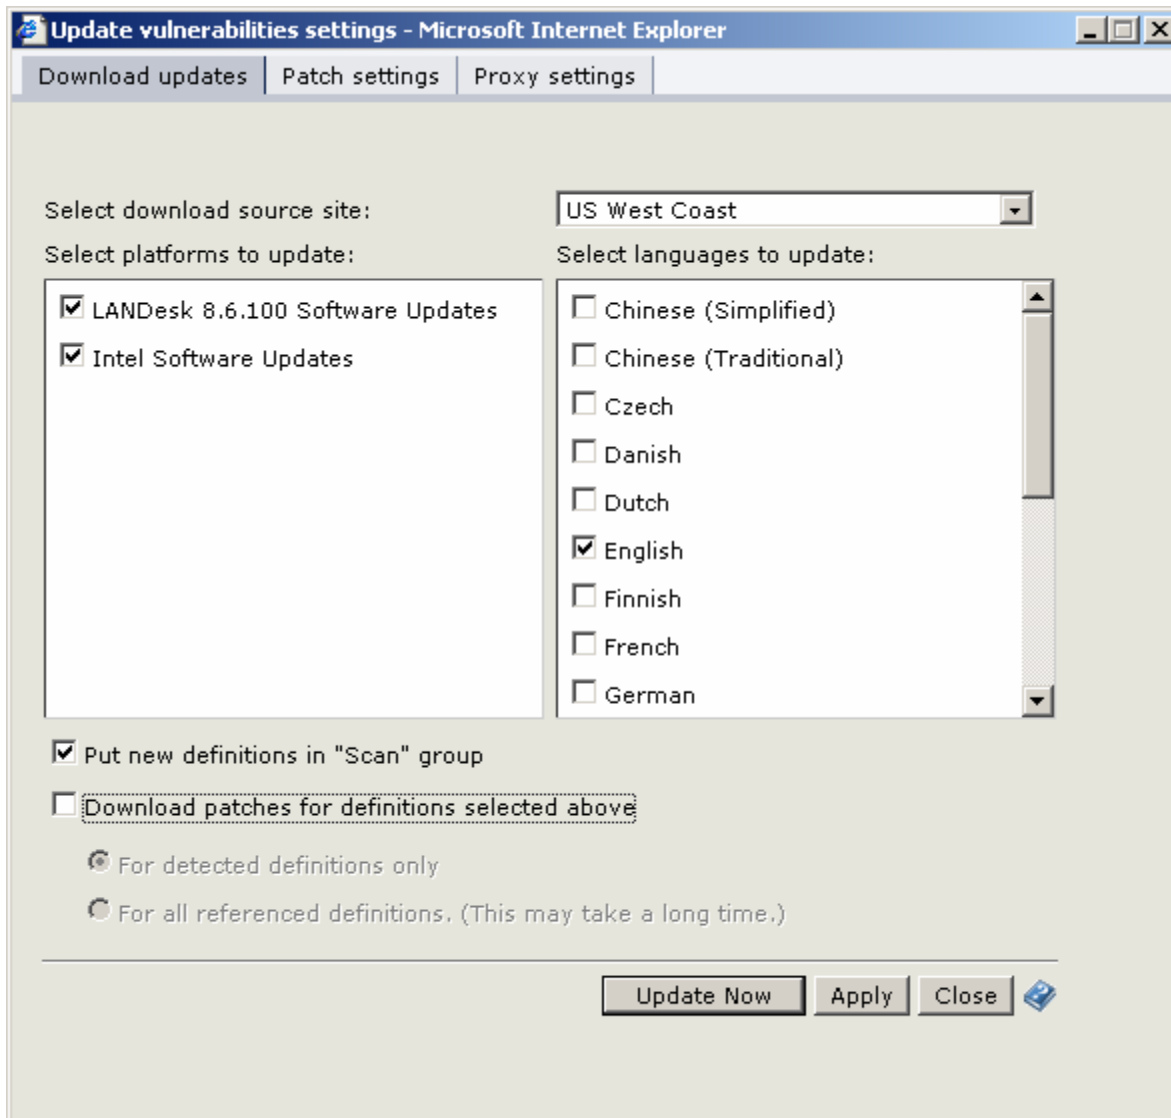 Update vulnerabilities settings - Microsoft Internet Explorer
Download updates Patch settings Proxy settings
Select download source site: US West Coast
Select platforms to update: Select languages to update:
LANDesk 8.6.100 Software Updates
Intel Software Updates
Chinese (Simplified)
Chinese (Traditional)
Czech
Danish
Dutch
English
Finnish
French
German
Put new definitions in "Scan" group
Download patches for definitions selected above
For detected definitions only
For all referenced definitions. (This may take a long time.)
Update Now Apply Close